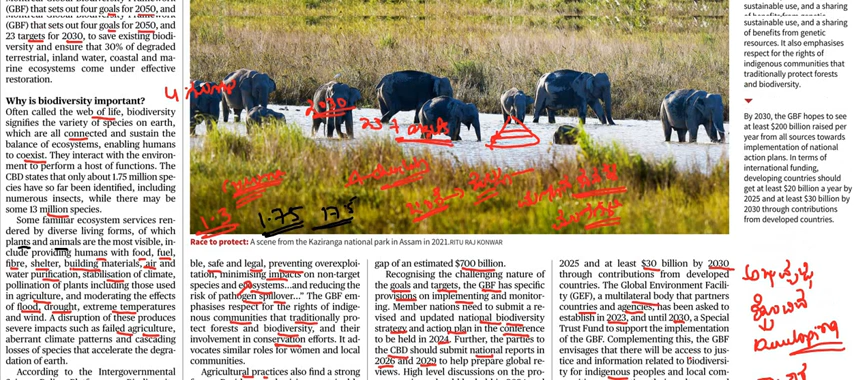 (GBF) that sets out four goals for 2050, and
(GBF) that sets out four goals for 2050, and
23 targets for 2030, to save existing biodi-
versity and ensure that 30% of degraded
terrestrial, inland water, coastal and ma-
rine ecosystems come under effective
restoration.
Why is biodiversity important?
Often called the web of life, biodiversity
signifies the variety of species on earth,
which are all connected and sustain the
balance of ecosystems, enabling humans
to coexist. They interact with the environ-
ment to perform a host of functions. The
CBD states that only about 1.75 million spe-
cies have so far been identified, including
numerous insects, while there may be
some 13 million species.
Some familiar ecosystem services ren-
dered by diverse living forms, of which
plants and animals are the most visible, in-
clude providing humans with food, fuel,
fibre, shelter, building materials, air and
water purification, stabilisation of climate,
pollination of plants including those used
in agriculture, and moderating the effects
of flood, drought, extreme temperatures
and wind. A disruption of these produces
severe impacts such as failed agriculture,
aberrant climate patterns and cascading
losses of species that accelerate the degra-
dation of earth.
According to the Intergovernmental
2030
1.3
1.75 175
Race to protect: A scene from the Kaziranga national park in Assam in 2021. RITU RAJ KONWAR
ble, safe and legal, preventing overexploi-
tation, minimising impacts on non-target
species and ecosystems...and reducing the
risk of pathogen spillover..." The GBF em-
phasises respect for the rights of indige-
nous communities that traditionally pro-
tect forests and biodiversity, and their
involvement in conservation efforts. It ad-
vocates similar roles for women and local
communities.
Agricultural practices also find a strong
gap of an estimated $700 billion.
Recognising the challenging nature of
the goals and targets, the GBF has specific
provisions on implementing and monitor-
ing. Member nations need to submit a re-
vised and updated national biodiversity
strategy and action plan in the conference
to be held in 2024. Further, the parties to
the CBD should submit national reports in
2026 and 2029 to help prepare global re-
views. High level discussions on the pro-
2025 and at least $30 billion by 2030
through contributions from developed
countries. The Global Environment Facili-
ty (GEF), a multilateral body that partners
countries and agencies, has been asked to
establish in 2023, and until 2030, a Special
Trust Fund to support the implementation
of the GBF. Complementing this, the GBF
envisages that there will be access to jus-
tice and information related to Biodiversi-
ty for indigenous peoples and local com-
sustainable use, and a sharing
sustainable use, and a sharing
of benefits from genetic
resources. It also emphasises
respect for the rights of
indigenous communities that
traditionally protect forests
and biodiversity.
By 2030, the GBF hopes to see
at least $200 billion raised per
year from all sources towards
implementation of national
action plans. In terms of
international funding,
developing countries should
get at least $20 billion a year by
2025 and at least $30 billion by
2030 through contributions
from developed countries.
Developing